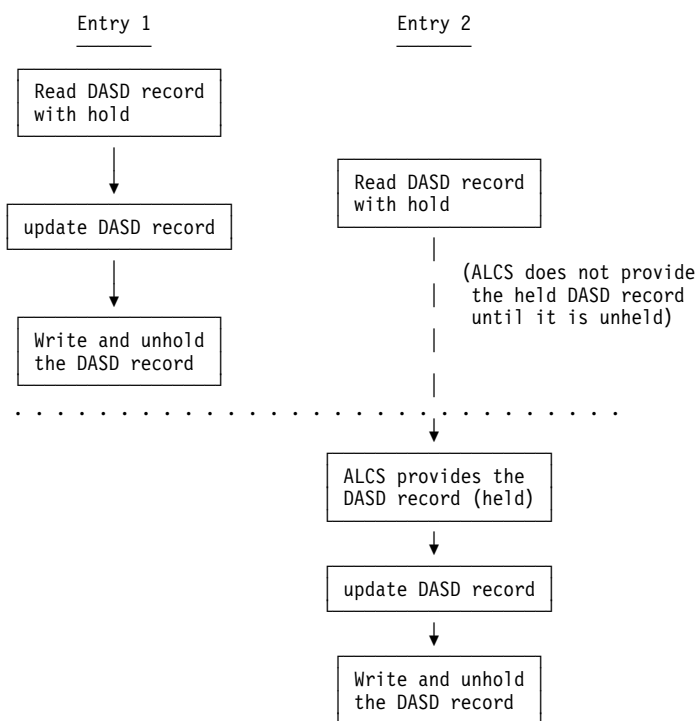 Entry 1
Entry 2
Read DASD record
with hold
Read DASD record
with hold
update DASD record
(ALCS does not provide
the held DASD record
until it is unheld)
Write and unhold
the DASD record
ALCS provides the
DASD record (held)
update DASD record
Write and unhold
the DASD record